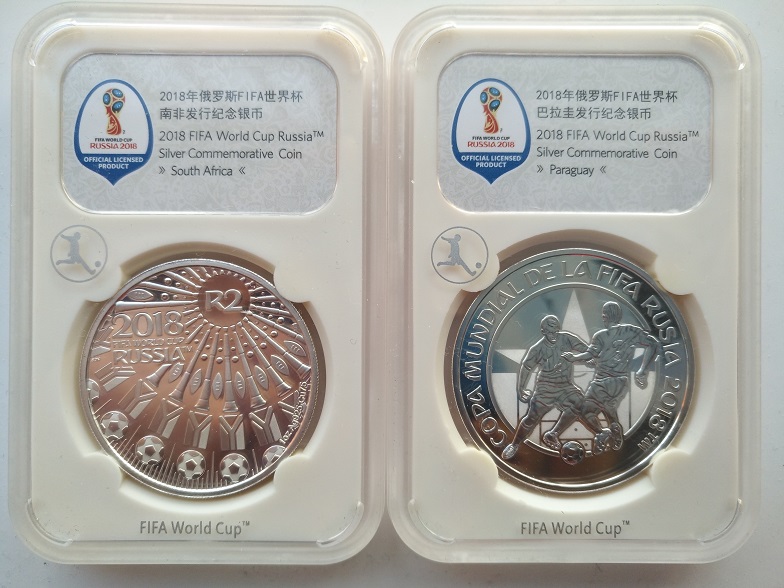 FIFA WORLD CUP
RUSSIA 2018
OFFICIAL LICENSED
PRODUCT
2018年俄罗斯FIFA世界杯
南非发行纪念银币
2018 FIFA World Cup Russia™
Silver Commemorative Coin
» South Africa «
R2
2018
FIFA WORLD CUP
RUSSIA
FIFA World Cup™
FIFA WORLD CUP
RUSSIA 2018
OFFICIAL LICENSED
PRODUCT
2018年俄罗斯FIFA世界杯
巴拉圭发行纪念银币
2018 FIFA World Cup Russia™
Silver Commemorative Coin
» Paraguay «
COPA MUNDIAL DE LA FIFA RUSIA 2018™
FIFA World Cup™